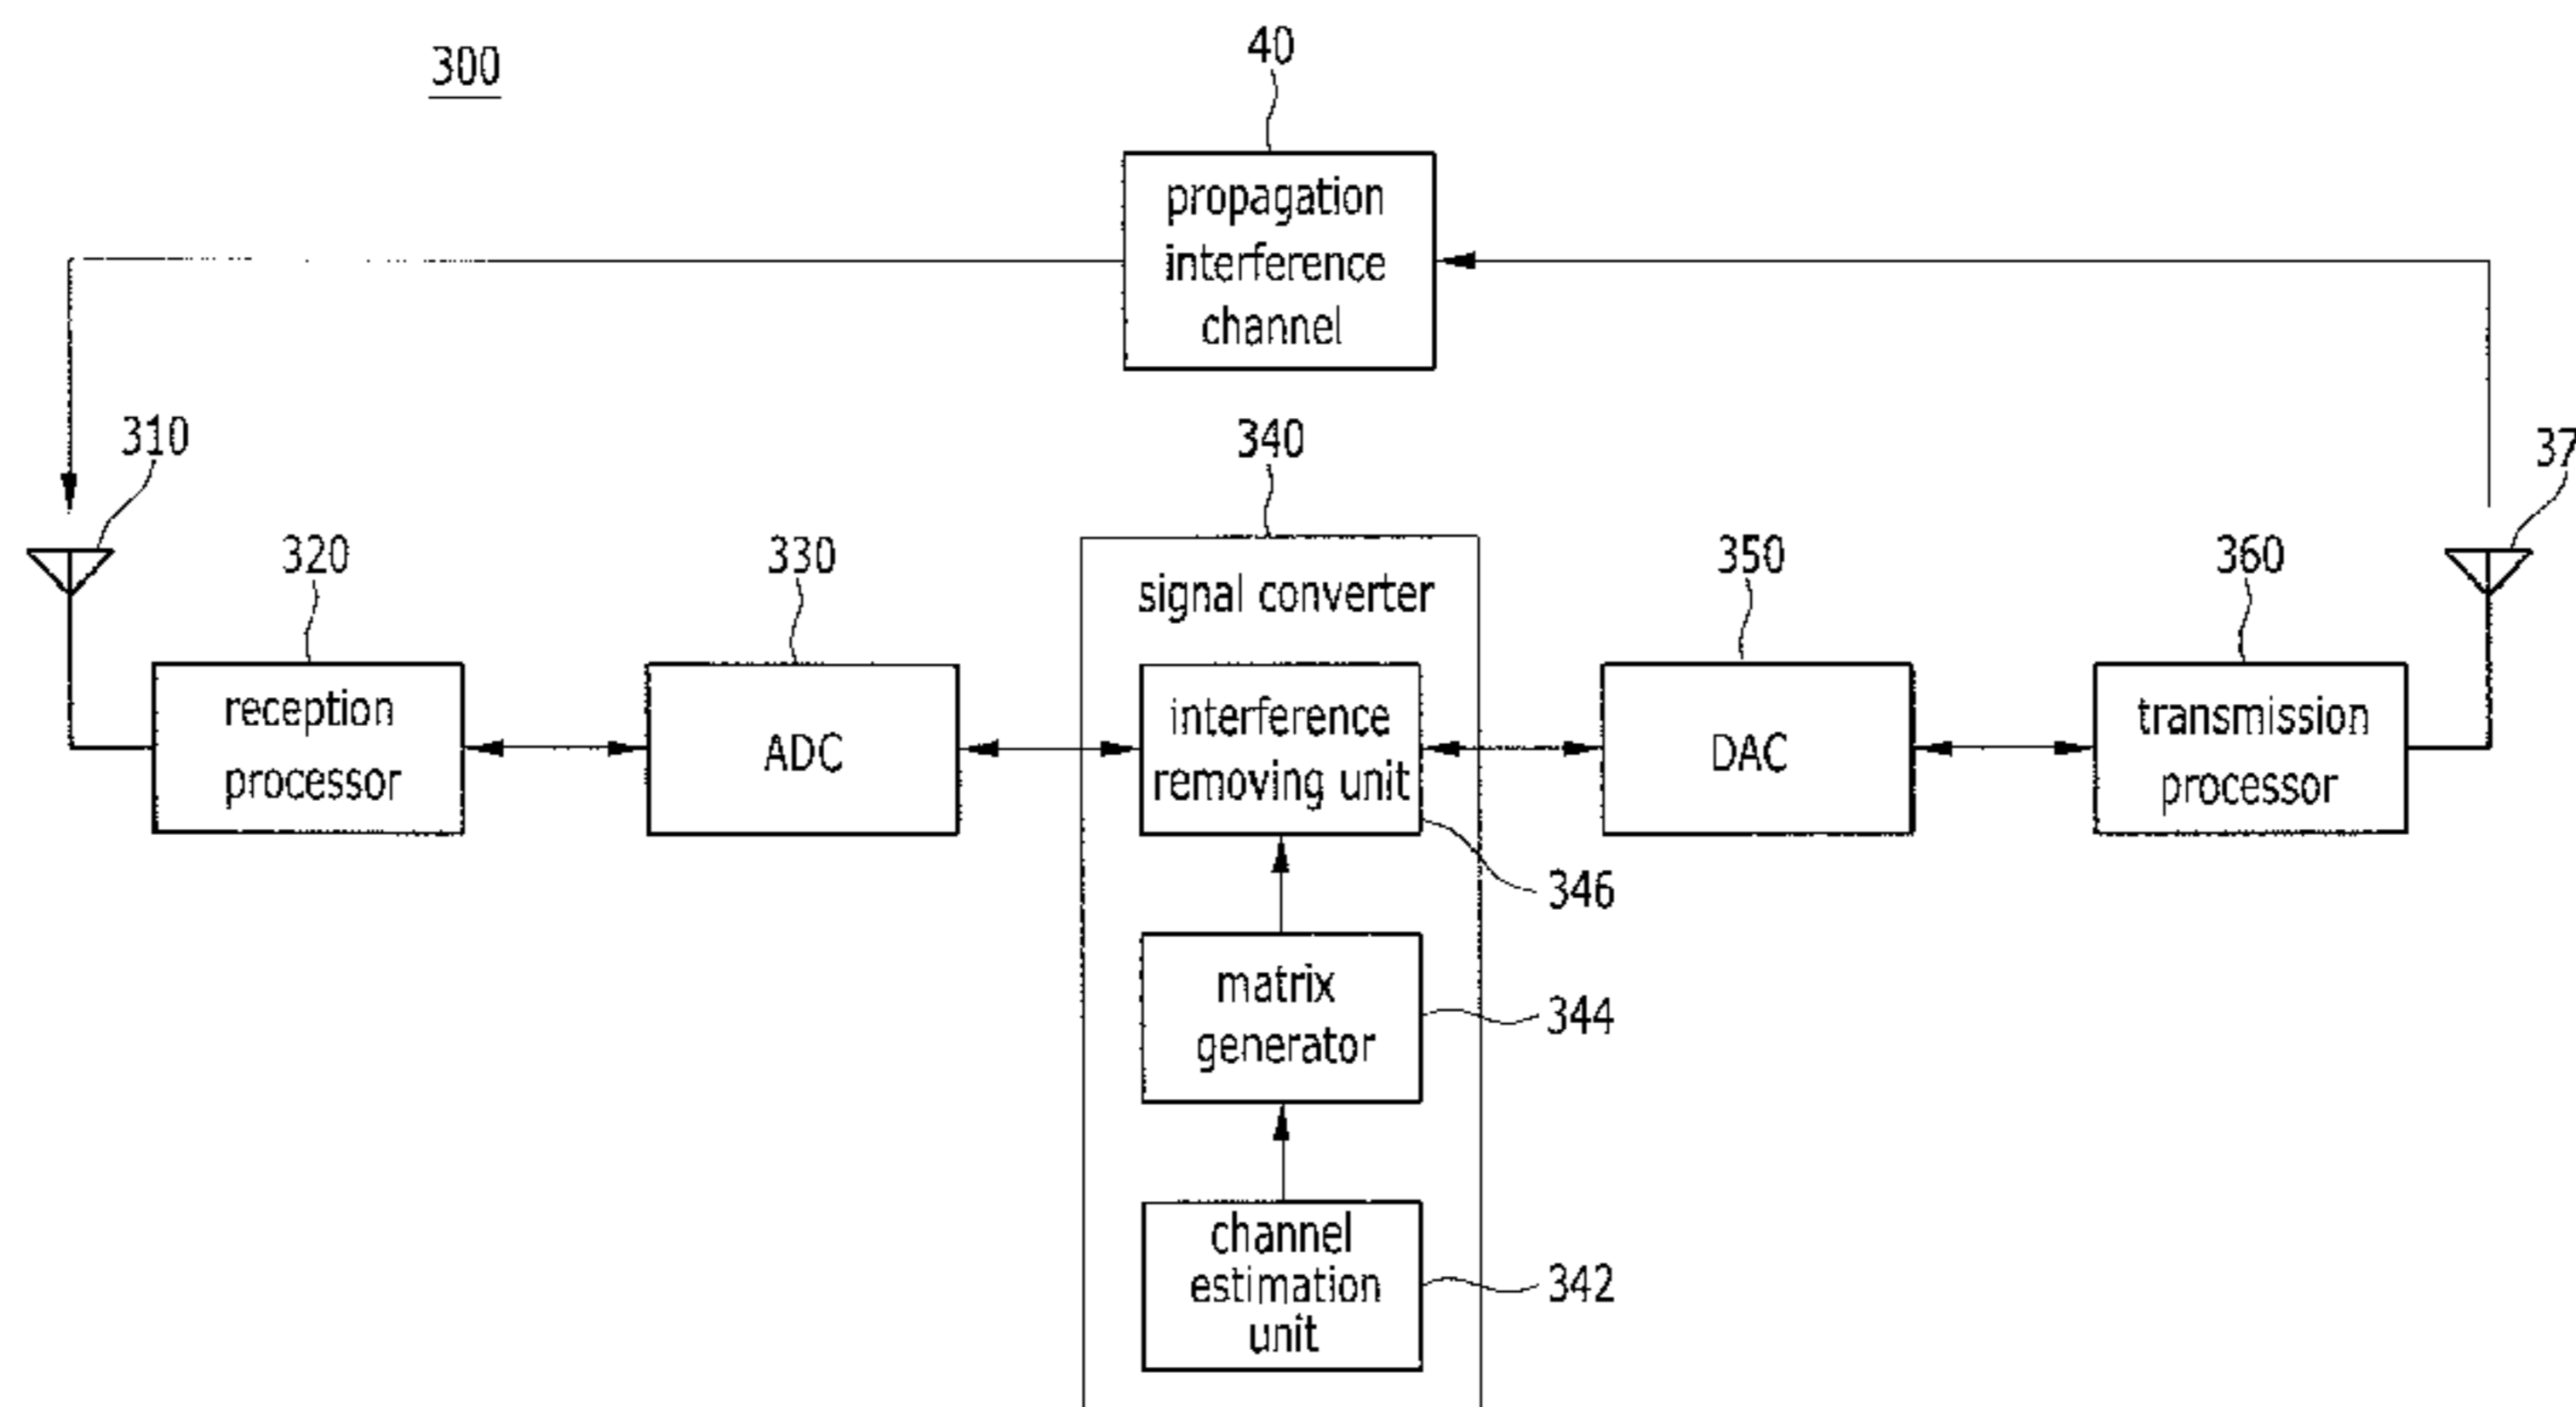 300
40
propagation
interference
channel
310
340
37
320
330
signal converter
350
360
reception
processor
ADC
interference
removing unit
DAC
transmission
processor
346
matrix
generator
344
channel
estimation
unit
342